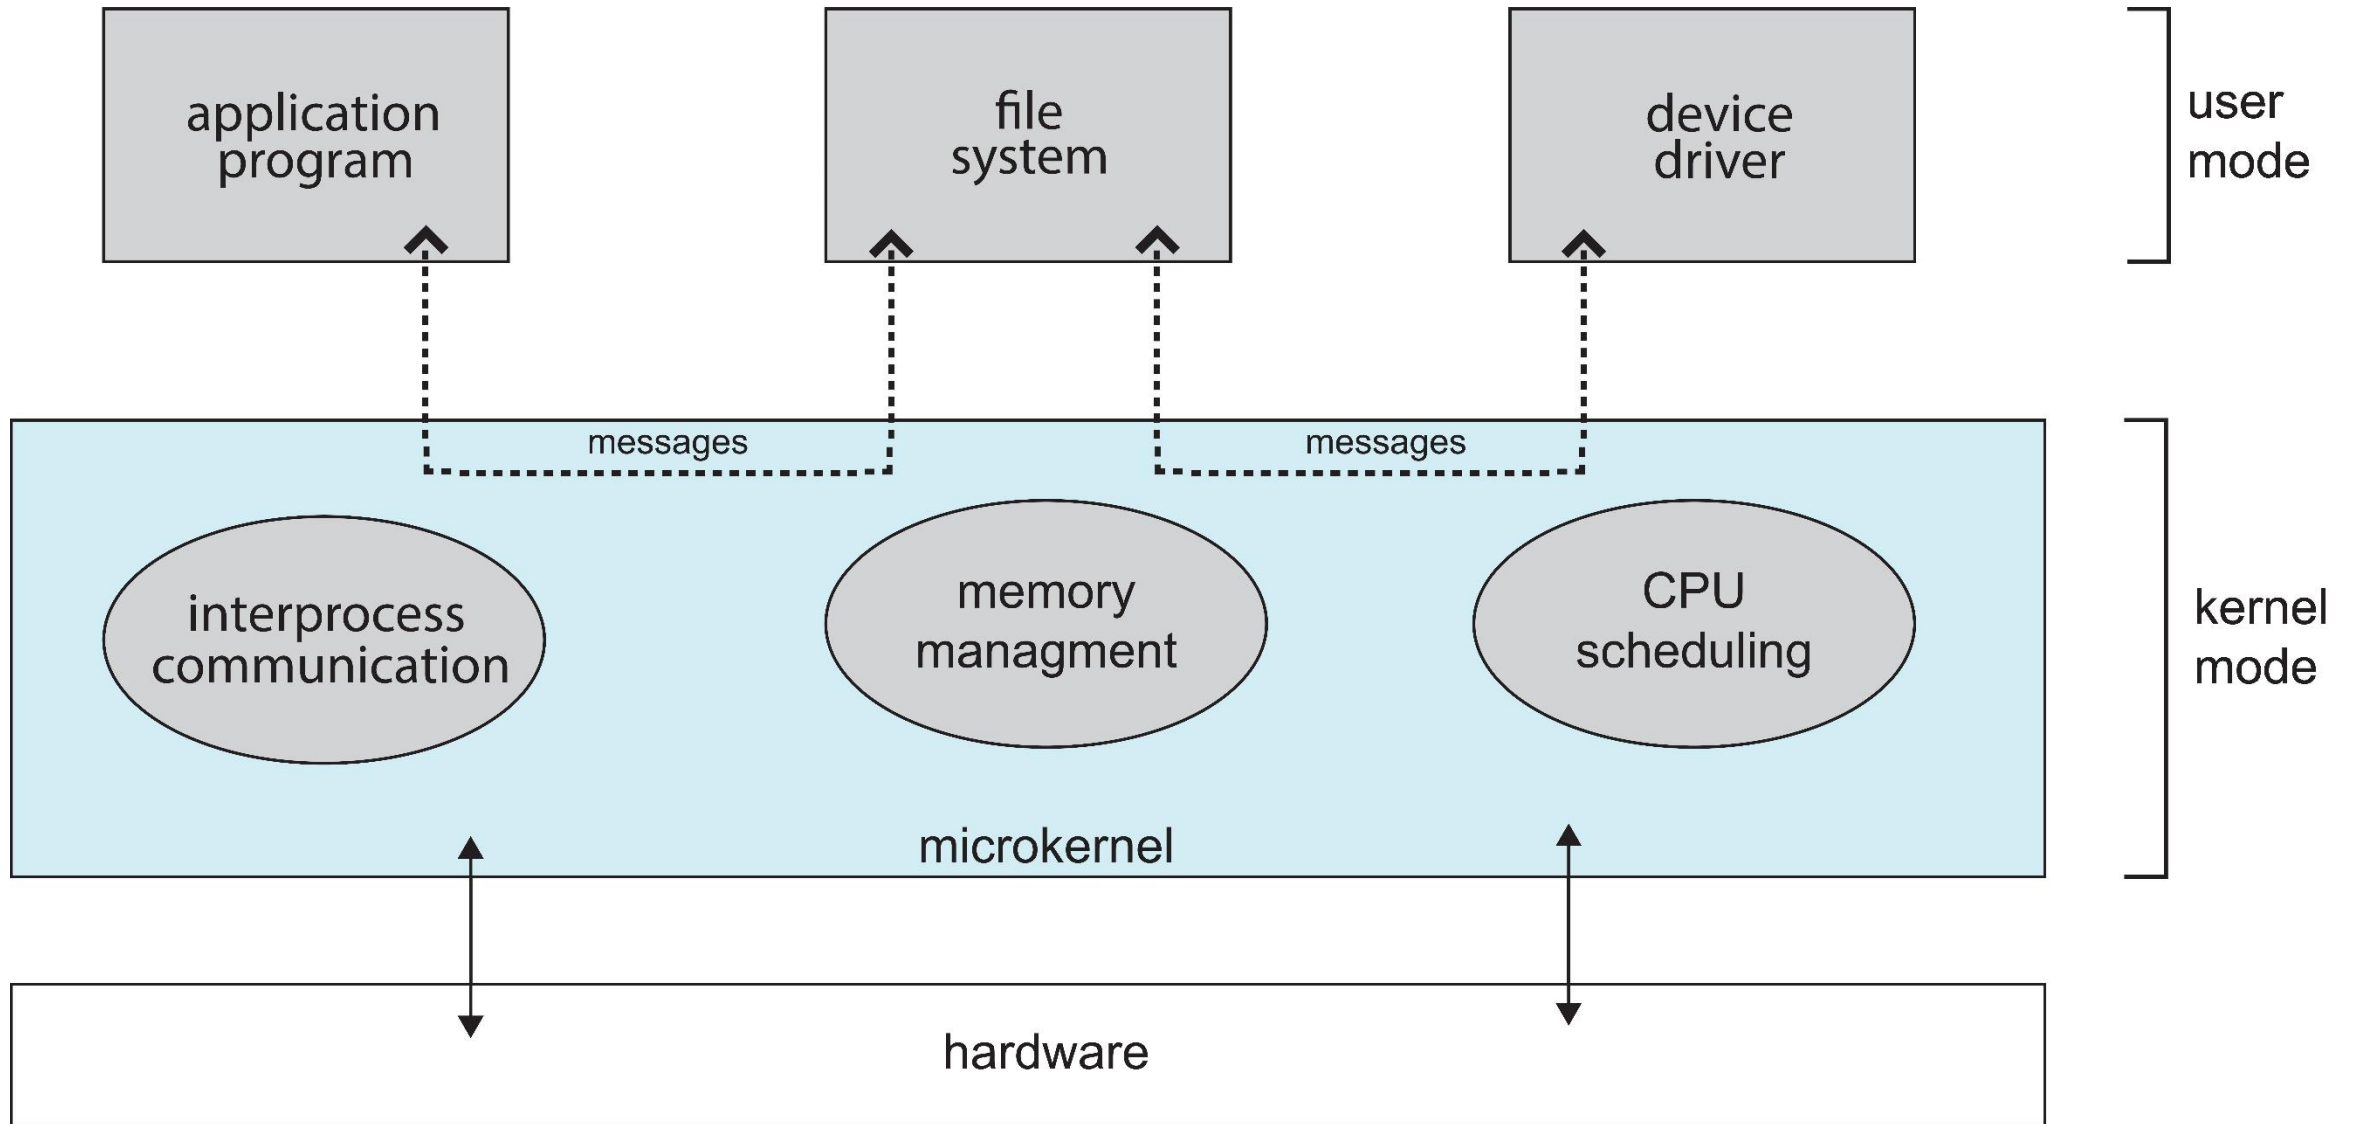 application
program
file
system
device
driver
user
mode
messages
messages
interprocess
communication
memory
managment
CPU
scheduling
kernel
mode
microkernel
hardware